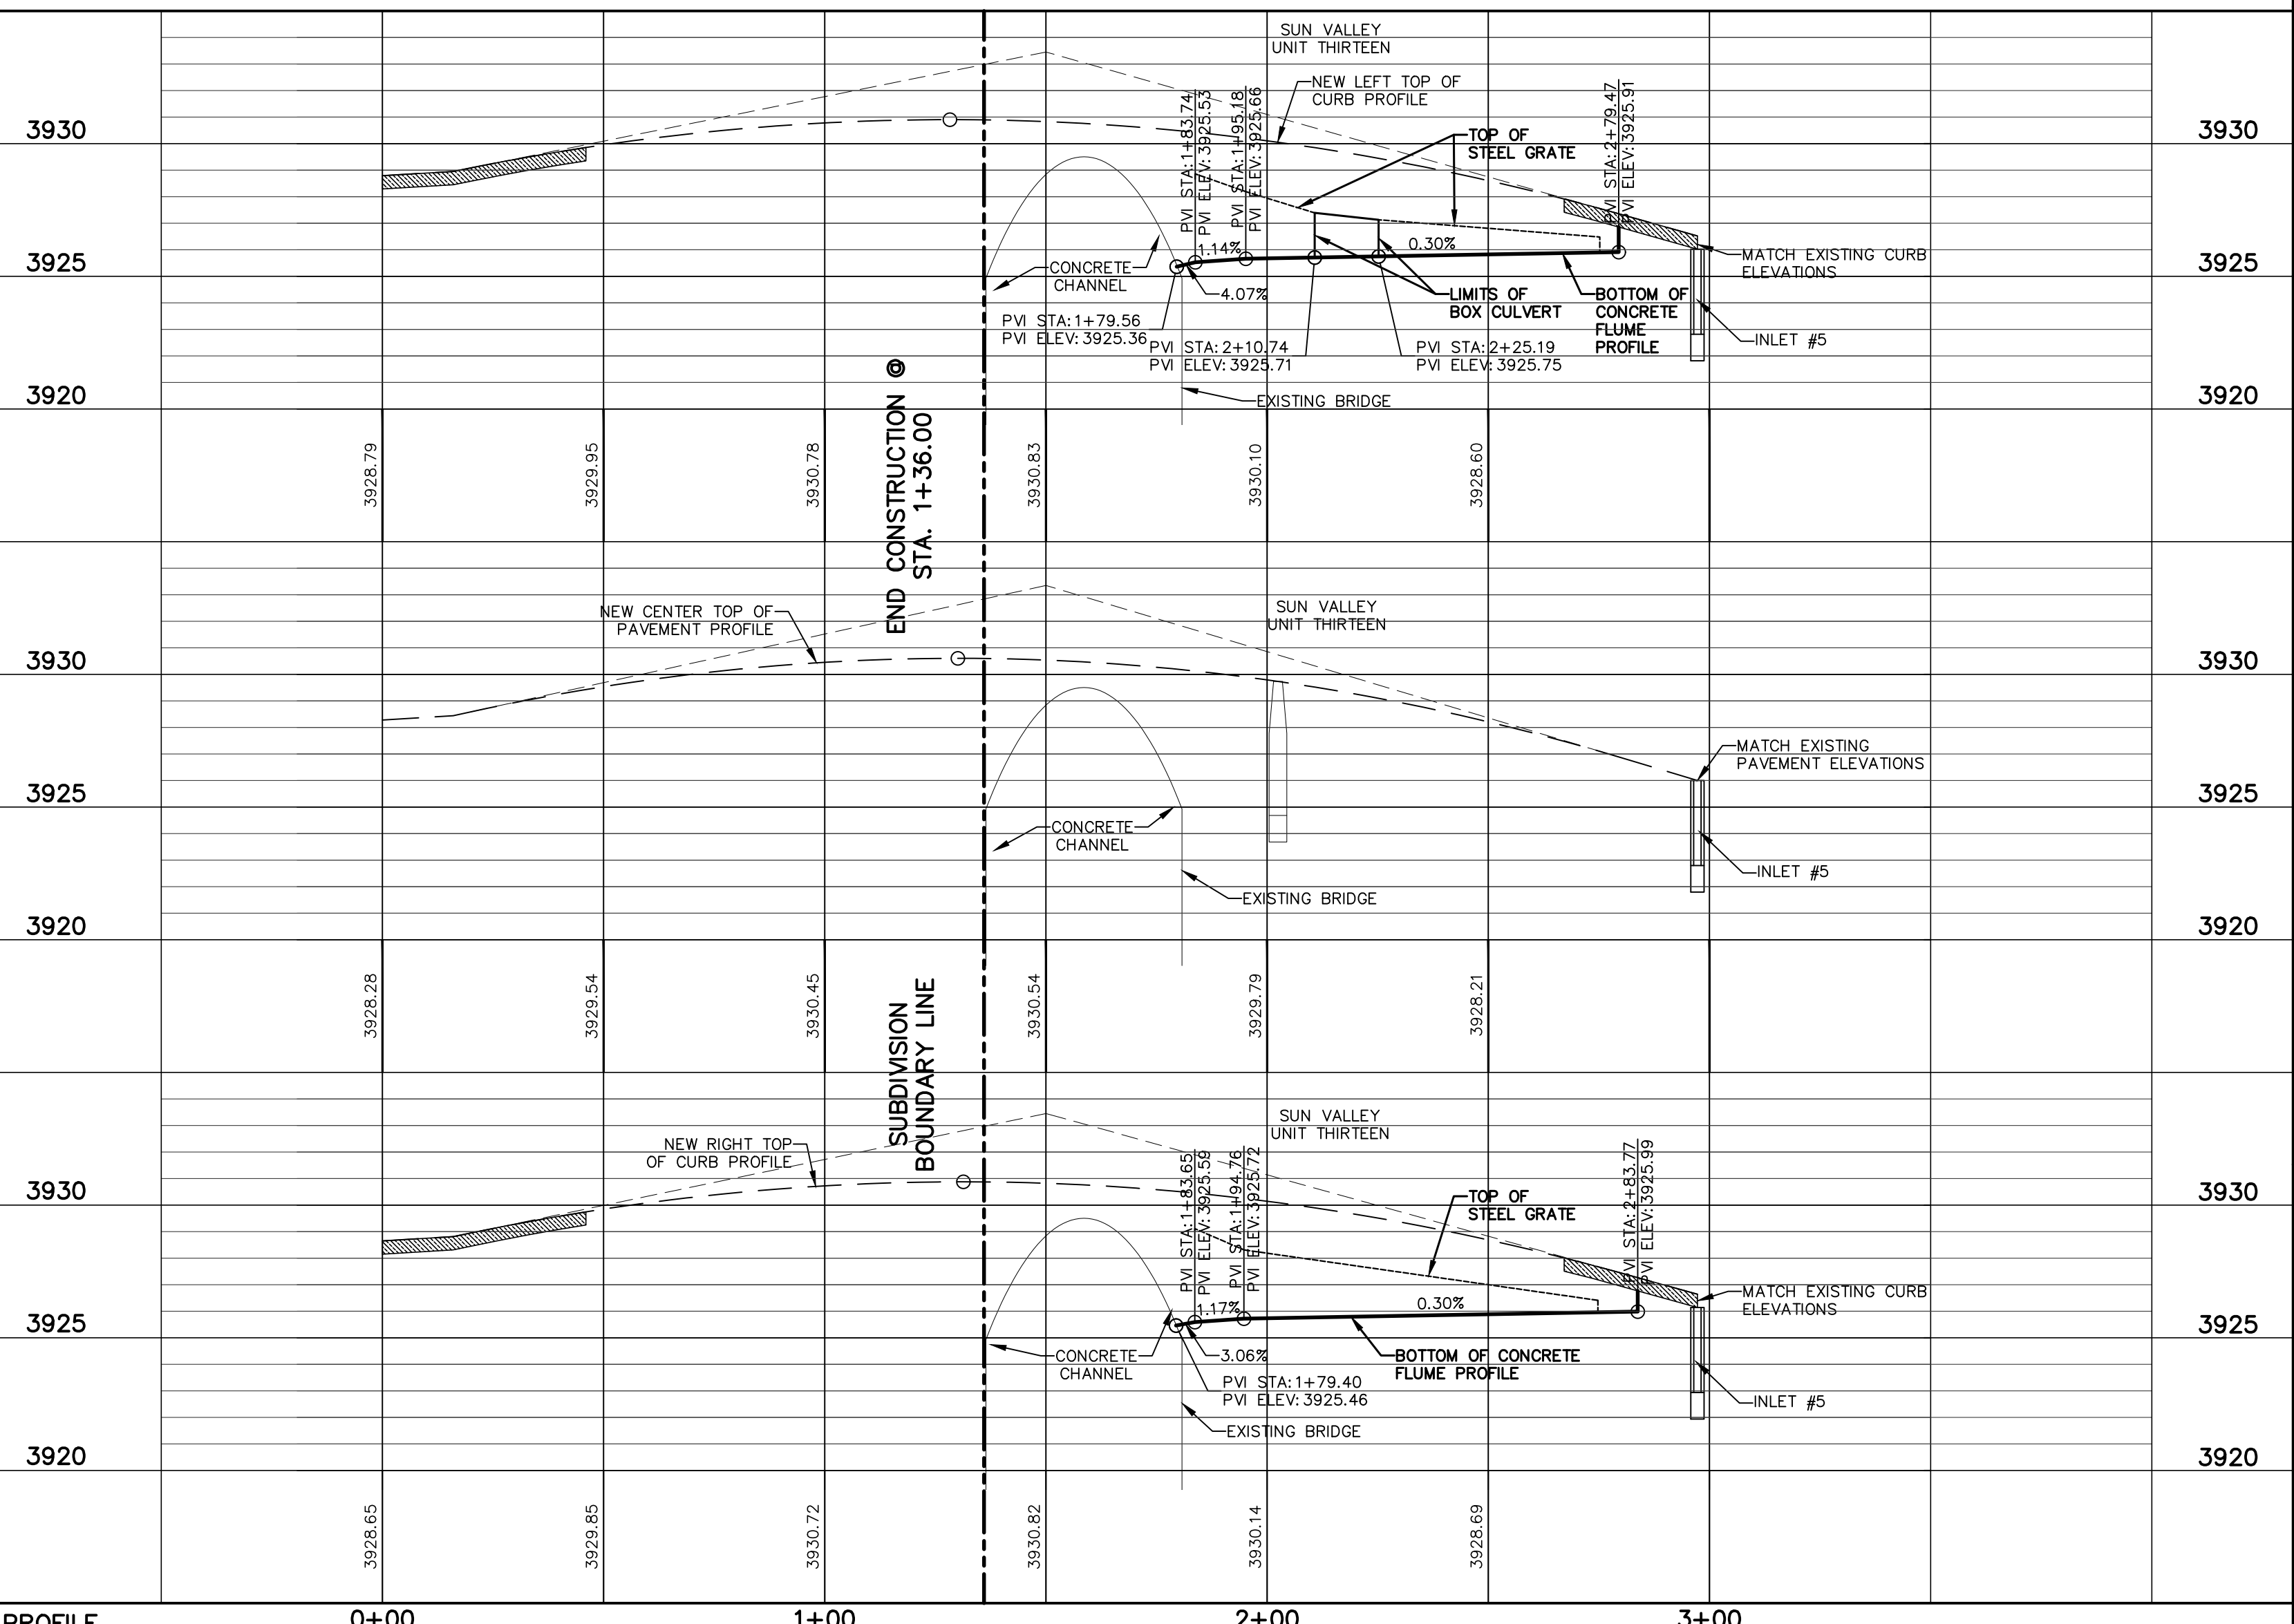 SUN VALLEY
UNIT THIRTEEN
NEW LEFT TOP OF
CURB PROFILE
PVI STA: 1+83.74
PVI ELEV: 3925.53
PVI STA: 1+95.18
PVI ELEV: 3925.66
PVI STA: 2+79.47
PVI ELEV: 3925.91
TOP OF
STEEL GRATE
3930
3930
1.14%
0.30%
MATCH EXISTING CURB
ELEVATIONS
3925
3925
CONCRETE
CHANNEL
4.07%
LIMITS OF
BOX CULVERT
BOTTOM OF
CONCRETE
FLUME
PROFILE
PVI STA: 1+79.56
PVI ELEV: 3925.36
INLET #5
PVI STA: 2+10.74
PVI ELEV: 3925.71
PVI STA: 2+25.19
PVI ELEV: 3925.75
3920
3920
EXISTING BRIDGE
END CONSTRUCTION @
STA. 1+36.00
3928.79
3929.95
3930.78
3930.83
3930.10
3928.60
NEW CENTER TOP OF
PAVEMENT PROFILE
SUN VALLEY
UNIT THIRTEEN
3930
3930
MATCH EXISTING
PAVEMENT ELEVATIONS
3925
3925
CONCRETE
CHANNEL
INLET #5
EXISTING BRIDGE
3920
3920
3928.28
3929.54
3930.45
3930.54
3929.79
3928.21
SUBDIVISION
BOUNDARY LINE
SUN VALLEY
UNIT THIRTEEN
NEW RIGHT TOP
OF CURB PROFILE
PVI STA: 1+83.65
PVI ELEV: 3925.59
PVI STA: 1+94.76
PVI ELEV: 3925.72
PVI STA: 2+83.77
PVI ELEV: 3925.99
3930
3930
TOP OF
STEEL GRATE
1.17%
0.30%
MATCH EXISTING CURB
ELEVATIONS
3925
3925
CONCRETE
CHANNEL
3.06%
BOTTOM OF CONCRETE
FLUME PROFILE
PVI STA: 1+79.40
PVI ELEV: 3925.46
INLET #5
EXISTING BRIDGE
3920
3920
3928.65
3929.85
3930.72
3930.82
3930.14
3928.69
PROFILE
0+00
1+00
2+00
3+00